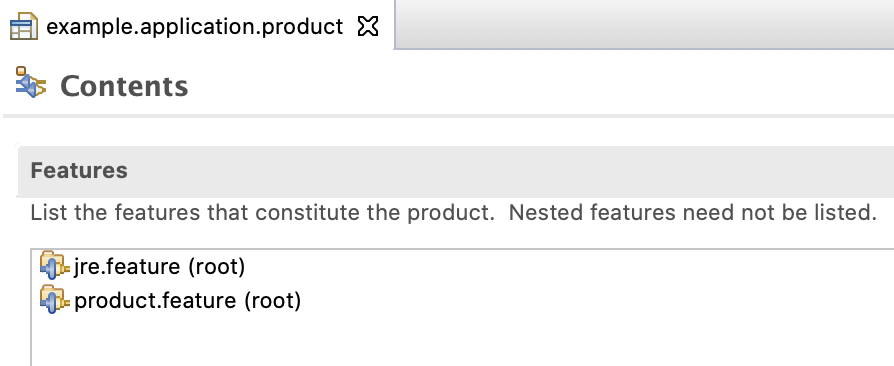 example.application.product
Contents
Features
List the features that constitute the product.  Nested features need not be listed.
jre.feature (root)
product.feature (root)